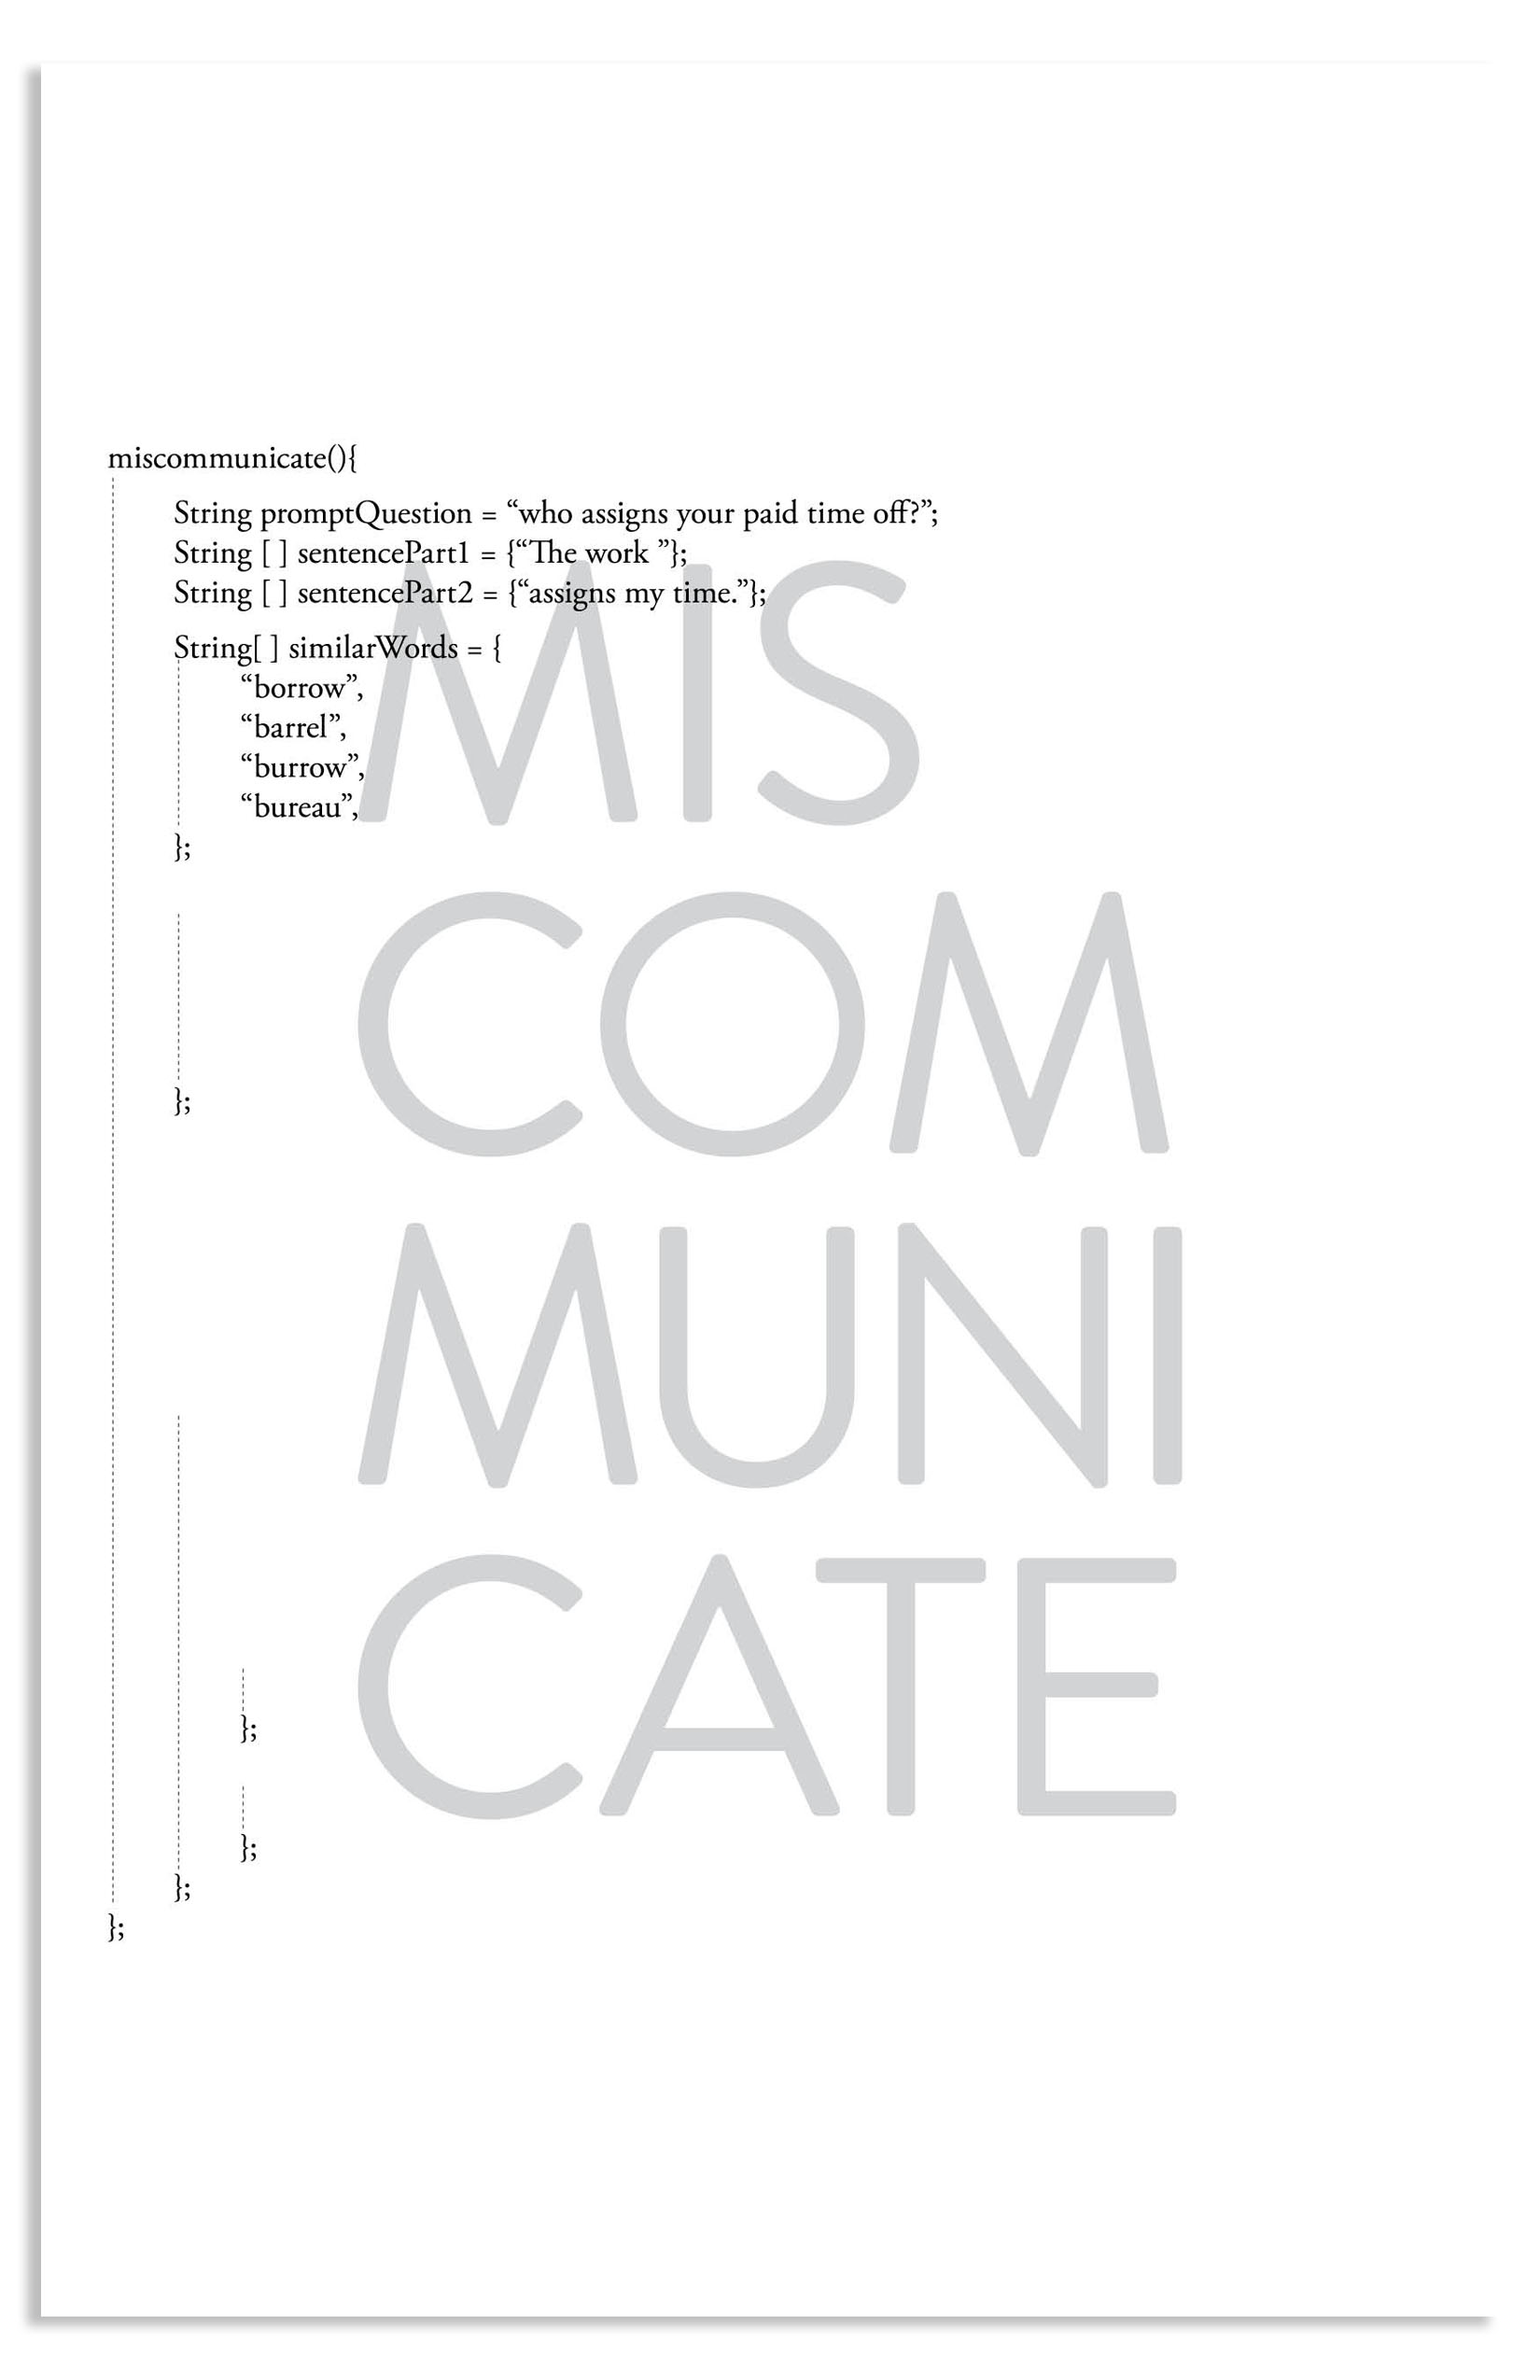 miscommunicate(){
String promptQuestion = “who assigns your paid time off?”;
String [ ] sentencePart1 = {“The work ”};
String [ ] sentencePart2 = {“assigns my time.”};
String[ ] similarWords = {
“borrow”,
“barrel”,
“burrow”,
“bureau”,
};
};
};
};
};
};
MIS
COM
MUNI
CATE